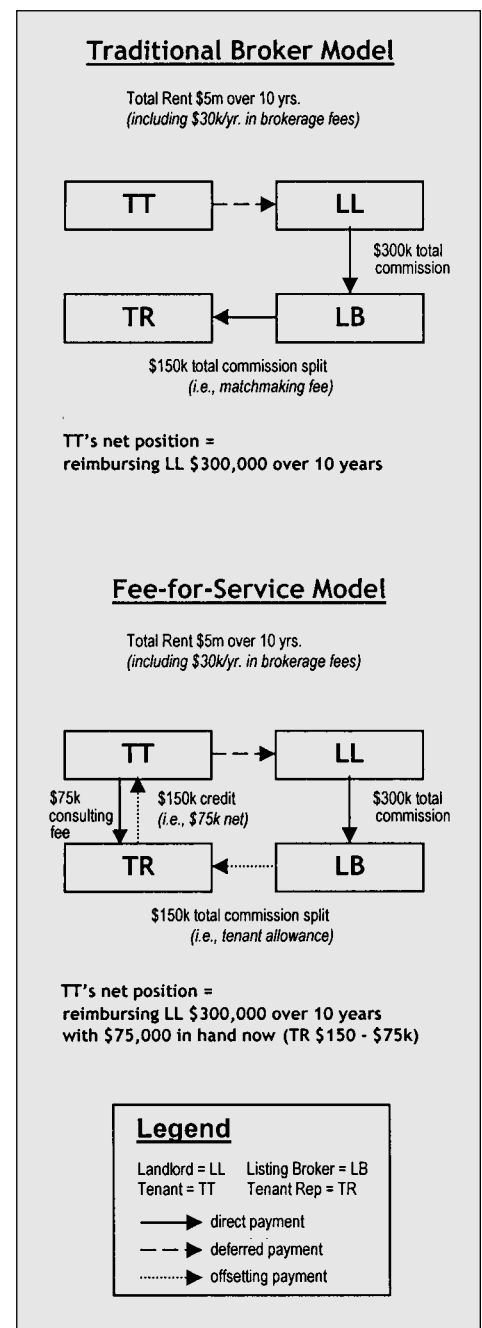 Traditional Broker Model
Total Rent $5m over 10 yrs.
(including $30k/yr. in brokerage fees)
TT
LL
$300k total
commission
TR
LB
$150k total commission split
(i.e., matchmaking fee)
TT's net position =
reimbursing LL $300,000 over 10 years
Fee-for-Service Model
Total Rent $5m over 10 yrs.
(including $30k/yr. in brokerage fees)
TT
LL
$75k
consulting
fee
$150k credit
(i.e., $75k net)
$300k total
commission
TR
LB
$150k total commission split
(i.e., tenant allowance)
TT's net position =
reimbursing LL $300,000 over 10 years
with $75,000 in hand now (TR $150 - $75k)
Legend
Landlord = LL Listing Broker = LB
Tenant = TT Tenant Rep = TR
direct payment
deferred payment
offsetting payment